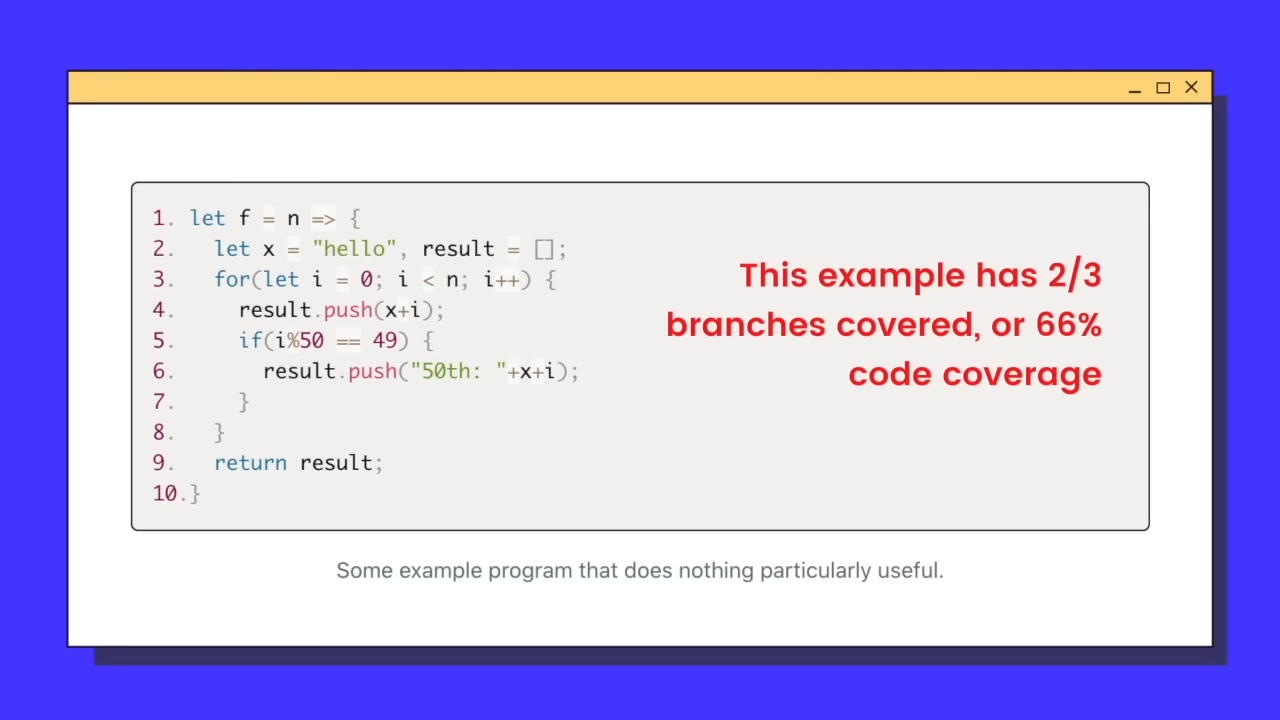 1. let f = n => {
2.   let x = "hello", result = [];
3.   for(let i = 0; i < n; i++) {
4.     result.push(x+i);
5.     if(i%50 == 49) {
6.       result.push("50th: "+x+i);
7.     }
8.   }
9.   return result;
10.}
This example has 2/3
branches covered, or 66%
code coverage
Some example program that does nothing particularly useful.